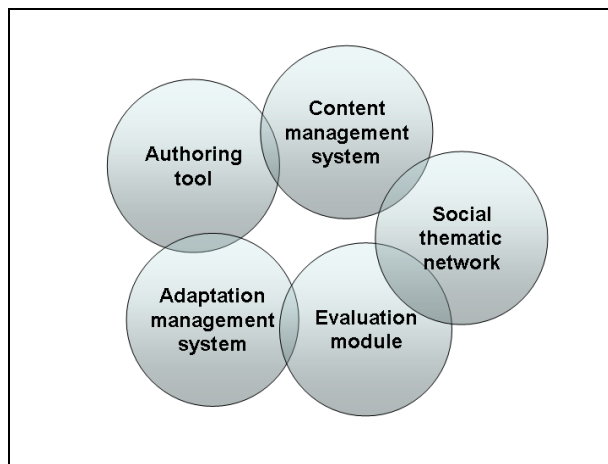 Content
management
system
Authoring
tool
Social
thematic
network
Adaptation
management
system
Evaluation
module